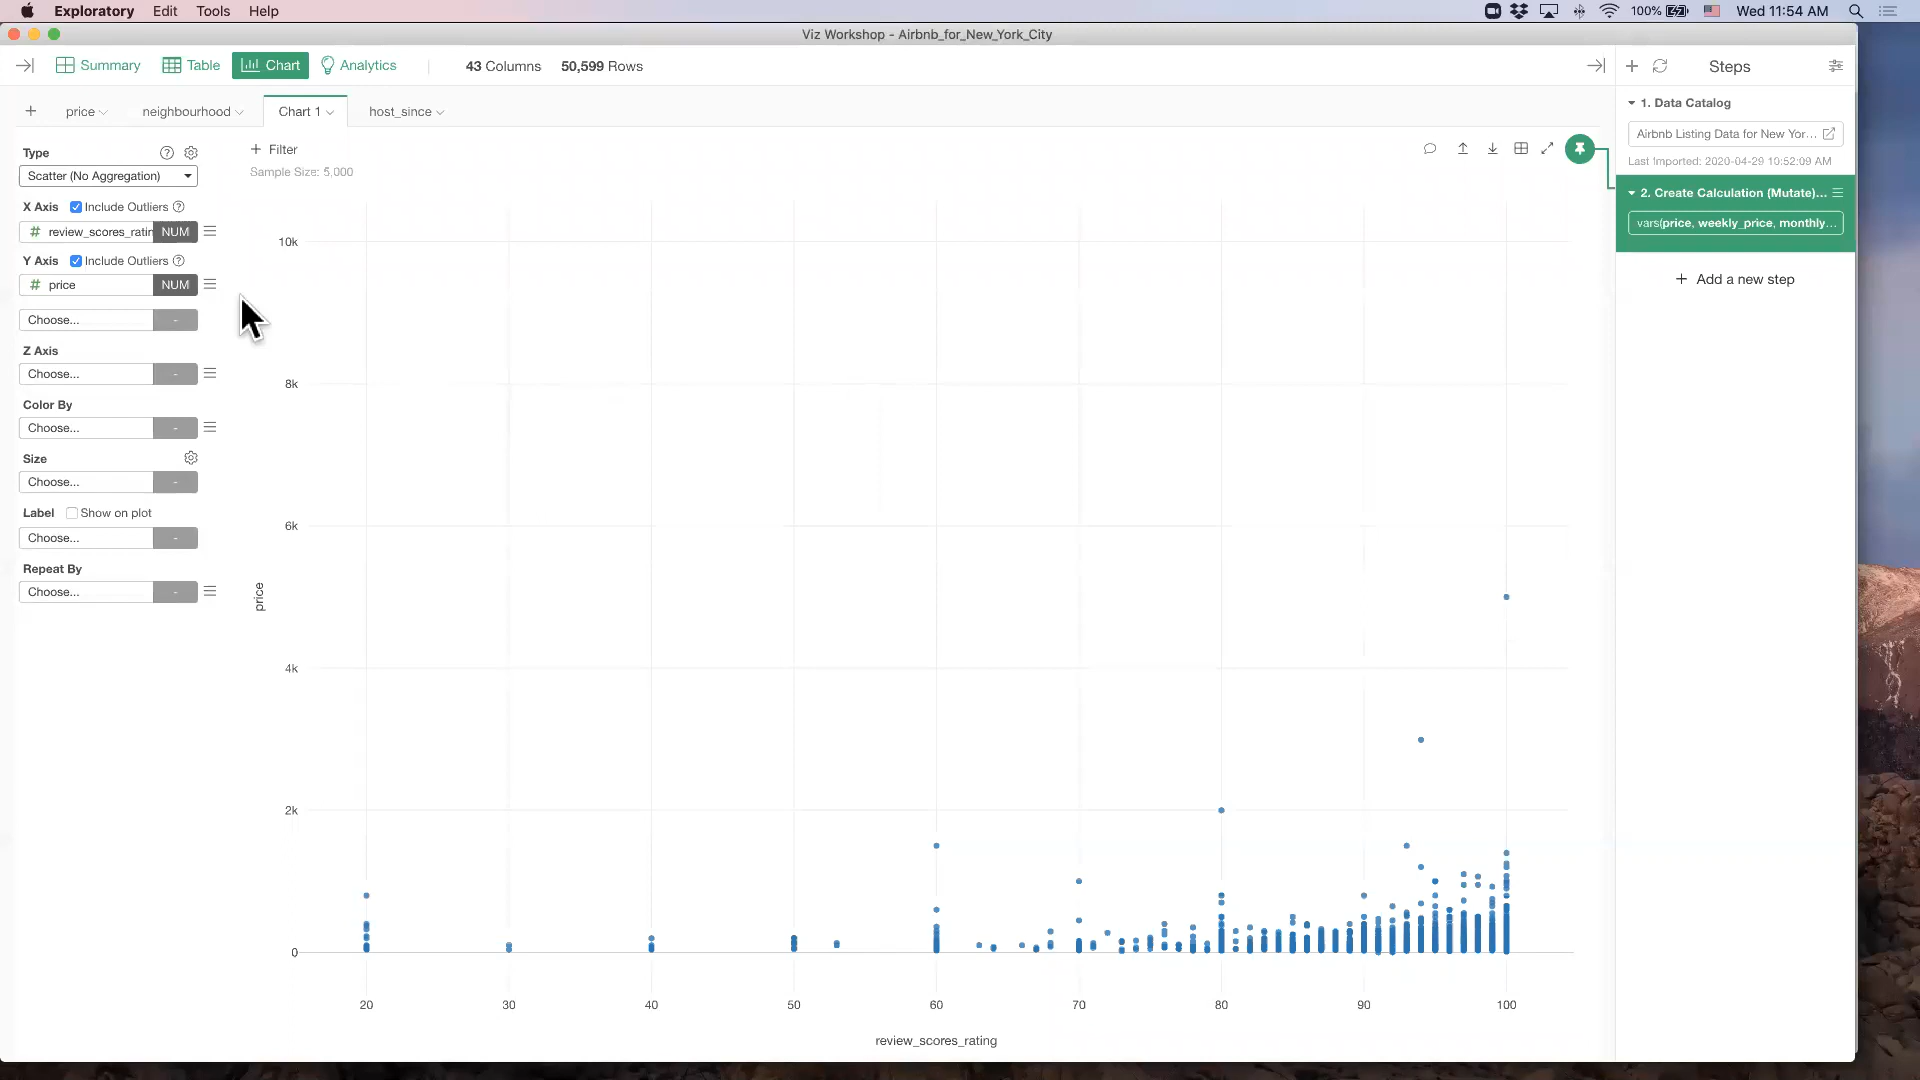 Exploratory Edit Tools Help 100% Wed 11:54 AM
Viz Workshop - Airbnb_for_New_York_City
Summary Table Chart Analytics 43 Columns 50,599 Rows
+ price neighbourhood Chart 1 host_since
Type
Scatter (No Aggregation)
X Axis Include Outliers
# review_scores_ratin NUM
Y Axis Include Outliers
# price NUM
Choose... -
Z Axis
Choose... -
Color By
Choose... -
Size
Choose... -
Label Show on plot
Choose... -
Repeat By
Choose... -
+ Filter
Sample Size: 5,000
10k
8k
6k
4k
2k
0
price
20 30 40 50 60 70 80 90 100
review_scores_rating
+ Steps
1. Data Catalog
Airbnb Listing Data for New Yor...
Last Imported: 2020-04-29 10:52:09 AM
2. Create Calculation (Mutate)...
vars(price, weekly_price, monthly...
+ Add a new step